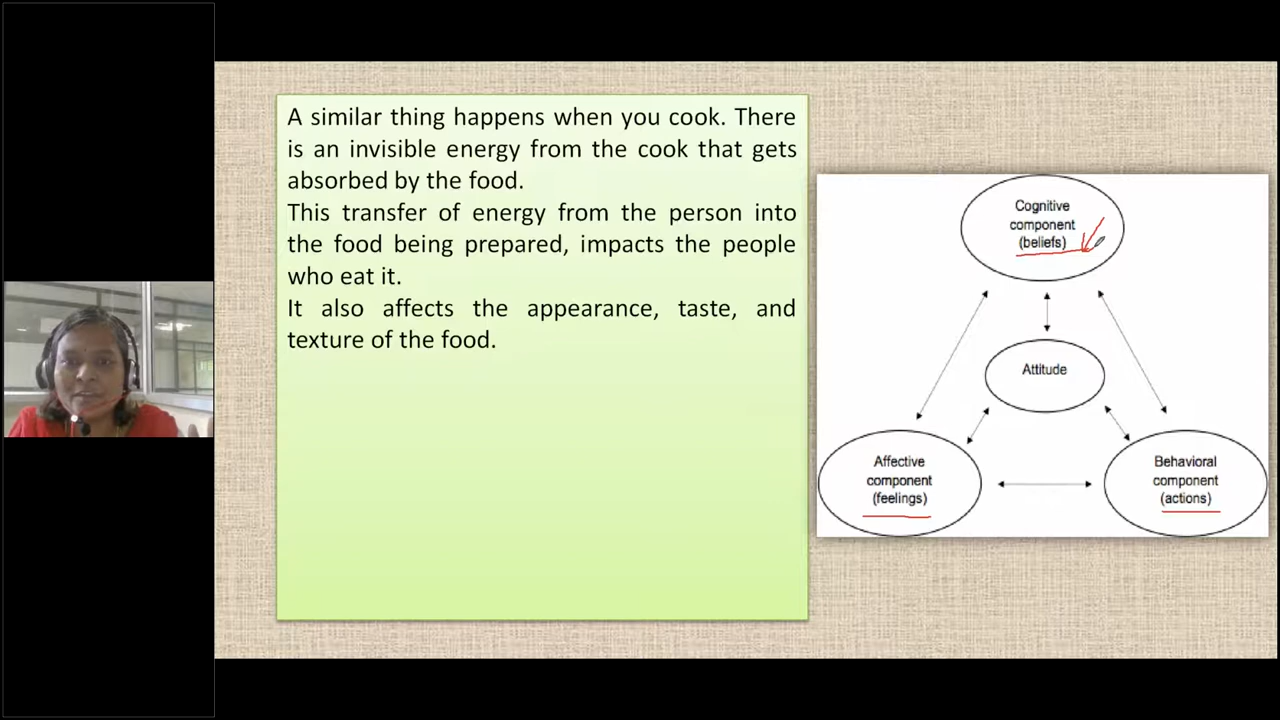 A similar thing happens when you cook. There
is an invisible energy from the cook that gets
absorbed by the food.
This transfer of energy from the person into
the food being prepared, impacts the people
who eat it.
It also affects the appearance, taste, and
texture of the food.
Cognitive
component
(beliefs)
Attitude
Affective
component
(feelings)
Behavioral
component
(actions)